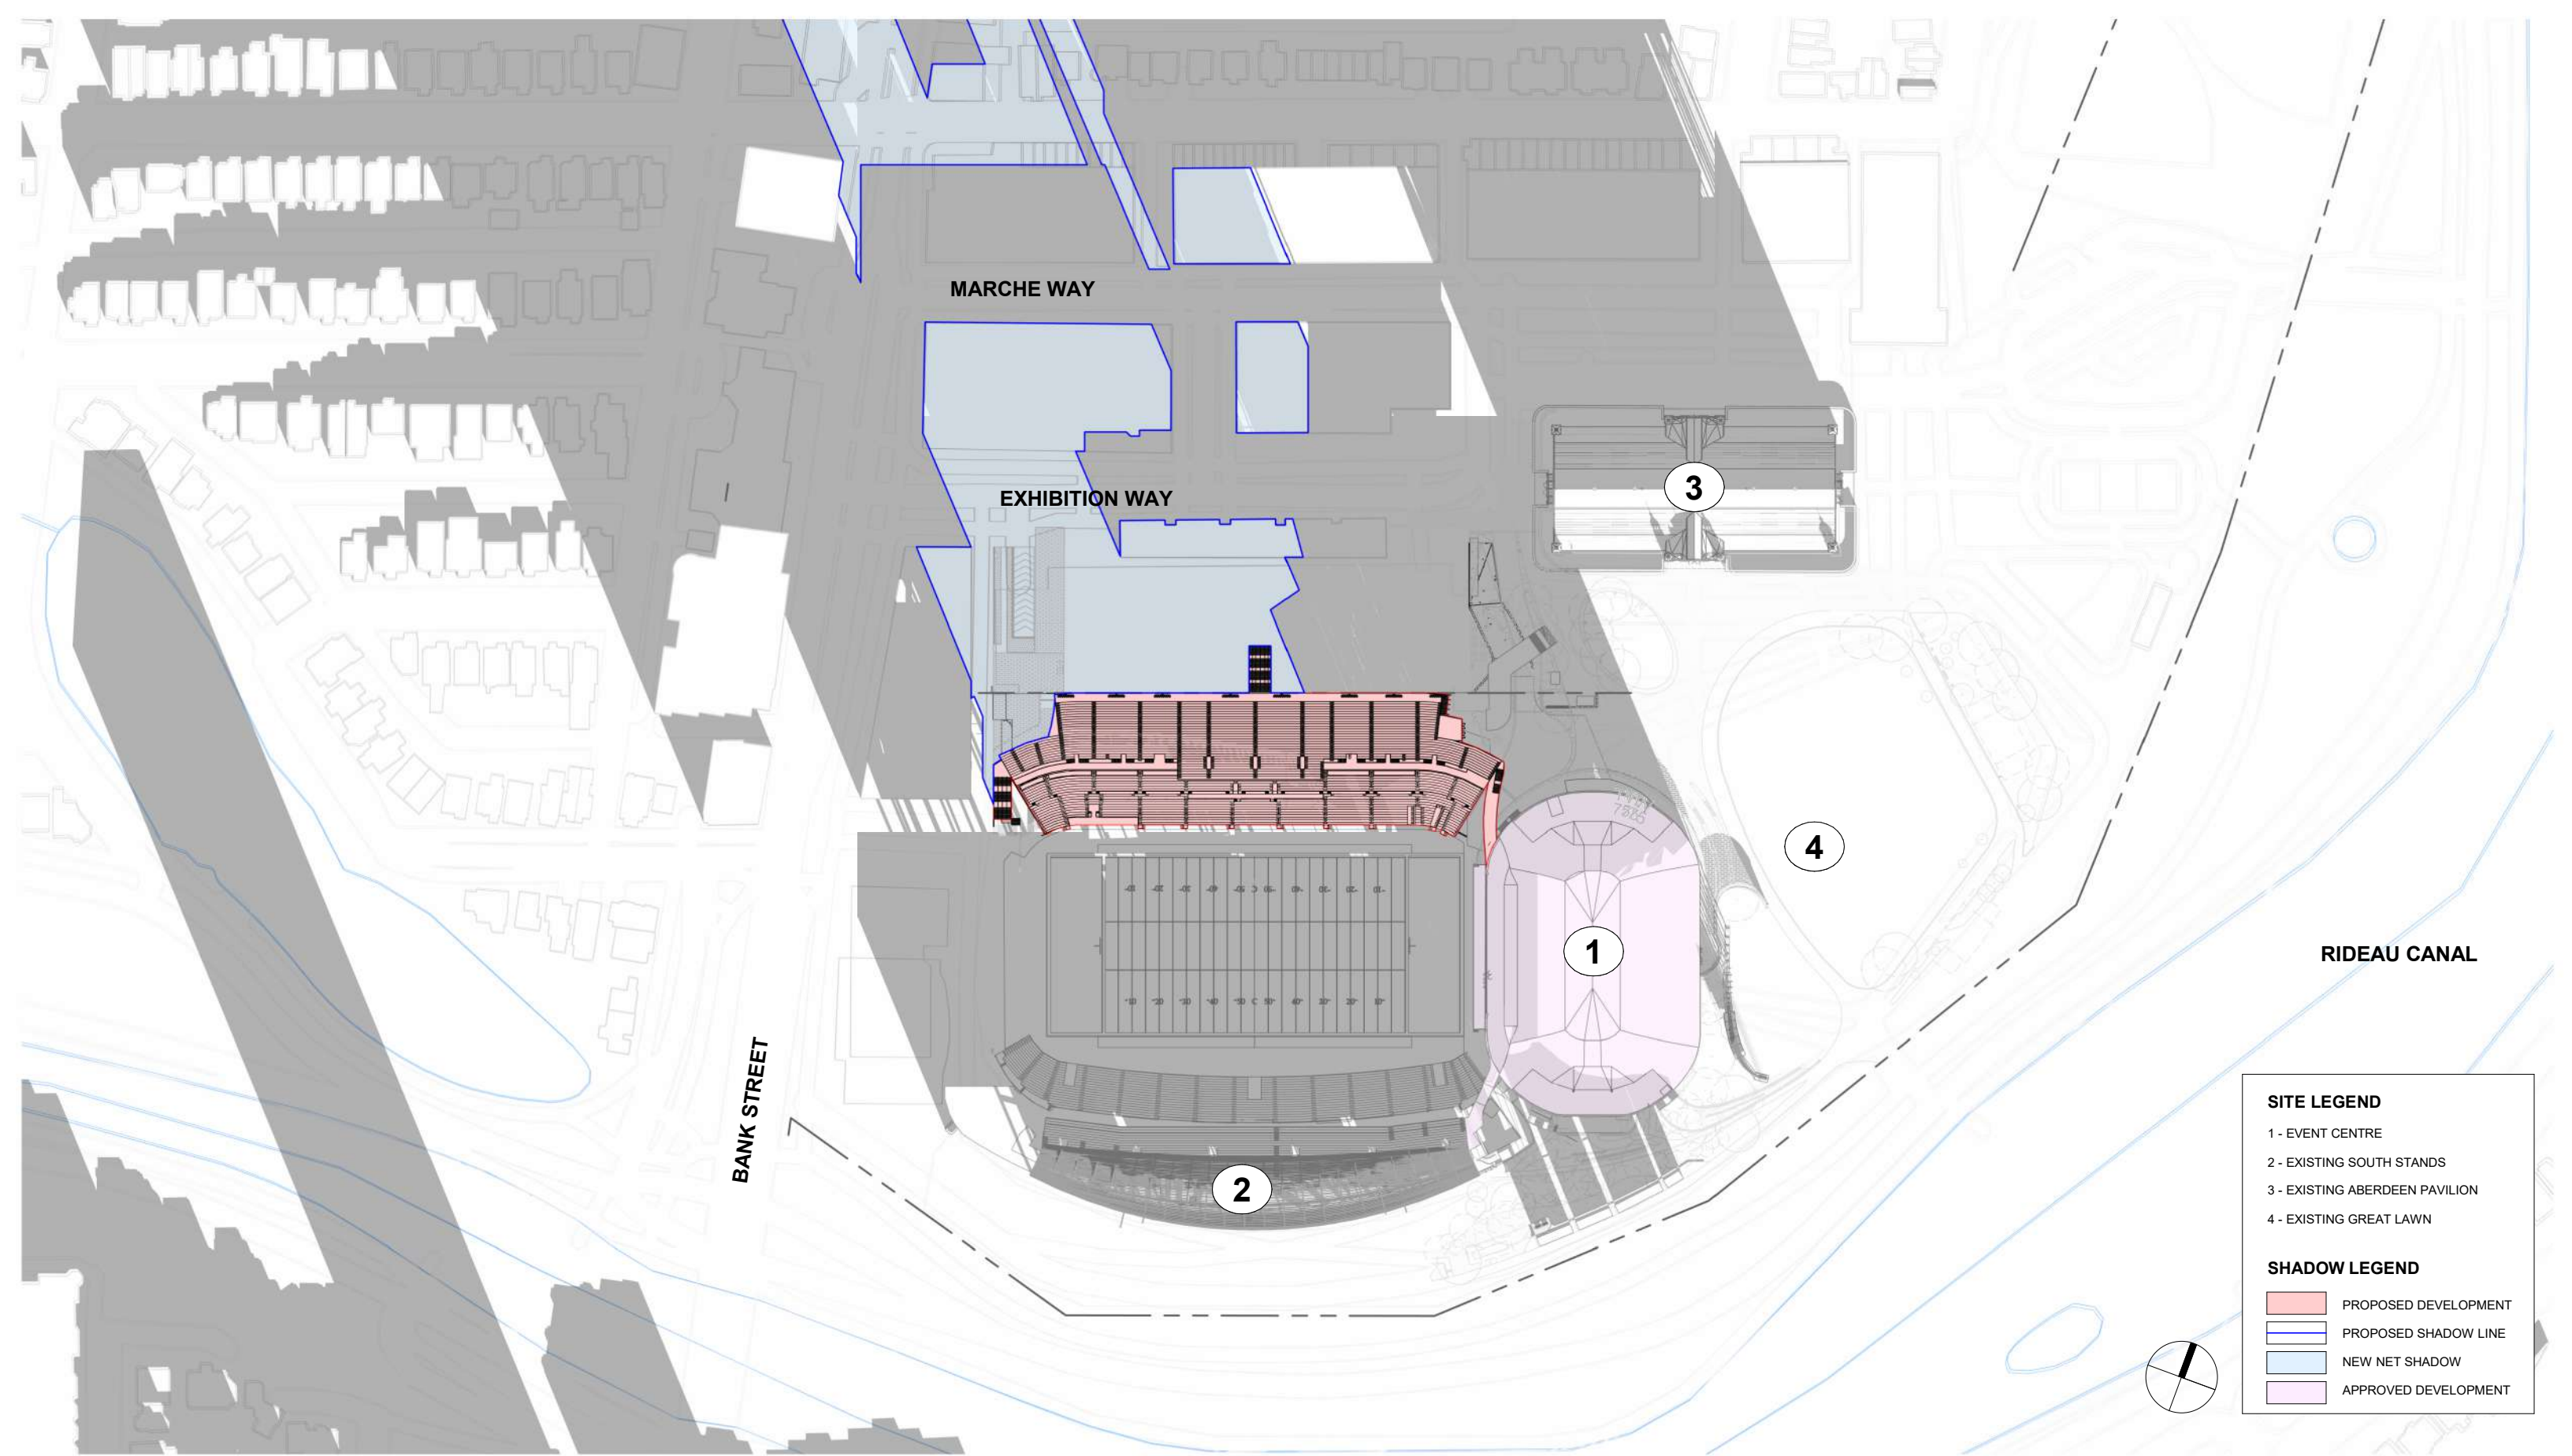 MARCHE WAY
EXHIBITION WAY
3
4
RIDEAU CANAL
1
BANK STREET
2
SITE LEGEND
1 - EVENT CENTRE
2 - EXISTING SOUTH STANDS
3 - EXISTING ABERDEEN PAVILION
4 - EXISTING GREAT LAWN
SHADOW LEGEND
PROPOSED DEVELOPMENT
PROPOSED SHADOW LINE
NEW NET SHADOW
APPROVED DEVELOPMENT